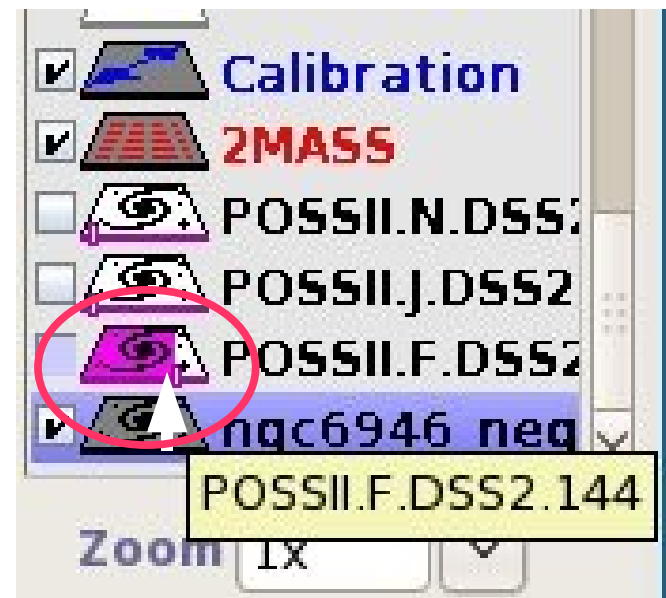 Calibration
2MASS
POSSII.N.DSS2
POSSII.J.DSS2
POSSII.F.DSS2
ngc6946 neg
POSSII.F.DSS2.144
Zoom 1x